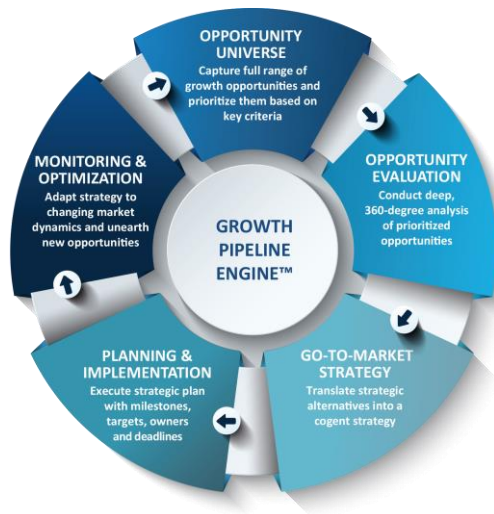 OPPORTUNITY
UNIVERSE
Capture full range of
growth opportunities and
prioritize them based on
key criteria
OPPORTUNITY
EVALUATION
Conduct deep,
360-degree analysis
of prioritized
opportunities
GO-TO-MARKET
STRATEGY
Translate strategic
alternatives into a
cogent strategy
PLANNING &
IMPLEMENTATION
Execute strategic plan
with milestones,
targets, owners
and deadlines
MONITORING &
OPTIMIZATION
Adapt strategy to
changing market
dynamics and unearth
new opportunities
GROWTH
PIPELINE
ENGINE™